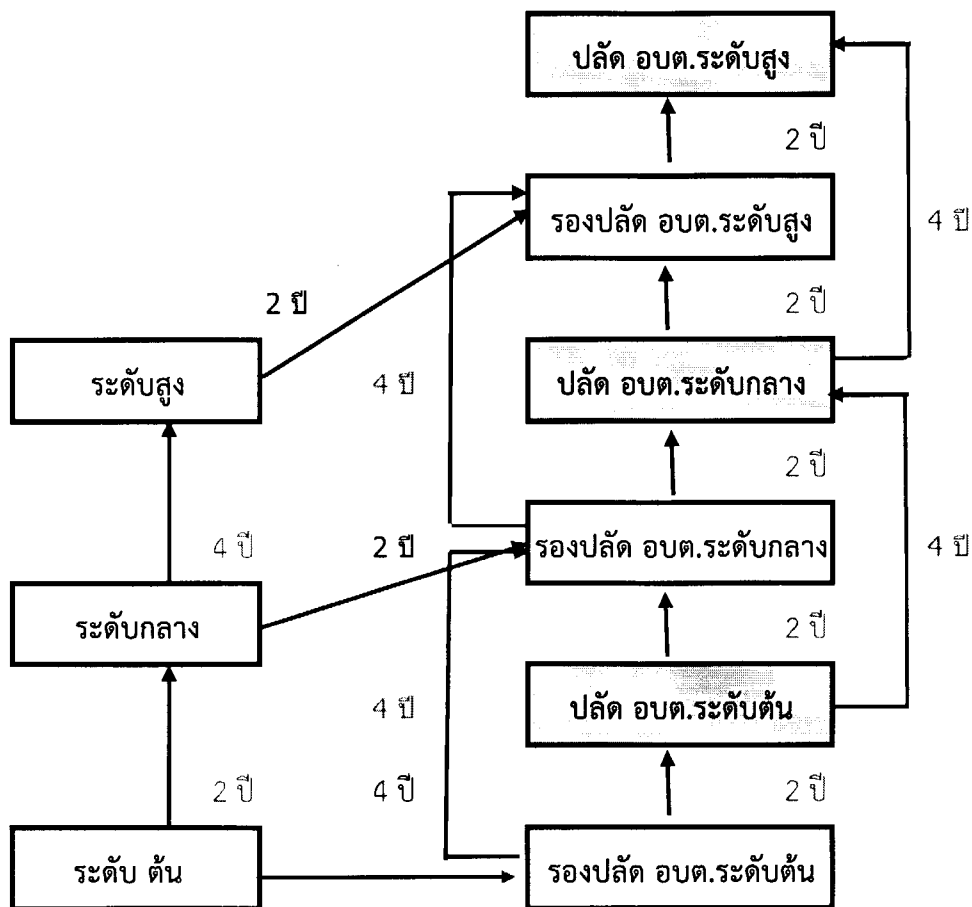 ปลัด อบต.ระดับสูง
2 ปี
รองปลัด อบต.ระดับสูง
4 ปี
2 ปี
2 ปี
ระดับสูง
4 ปี
ปลัด อบต.ระดับกลาง
2 ปี
4 ปี
2 ปี
รองปลัด อบต.ระดับกลาง
4 ปี
ระดับกลาง
2 ปี
4 ปี
ปลัด อบต.ระดับต้น
2 ปี
4 ปี
2 ปี
ระดับ ต้น
รองปลัด อบต.ระดับต้น